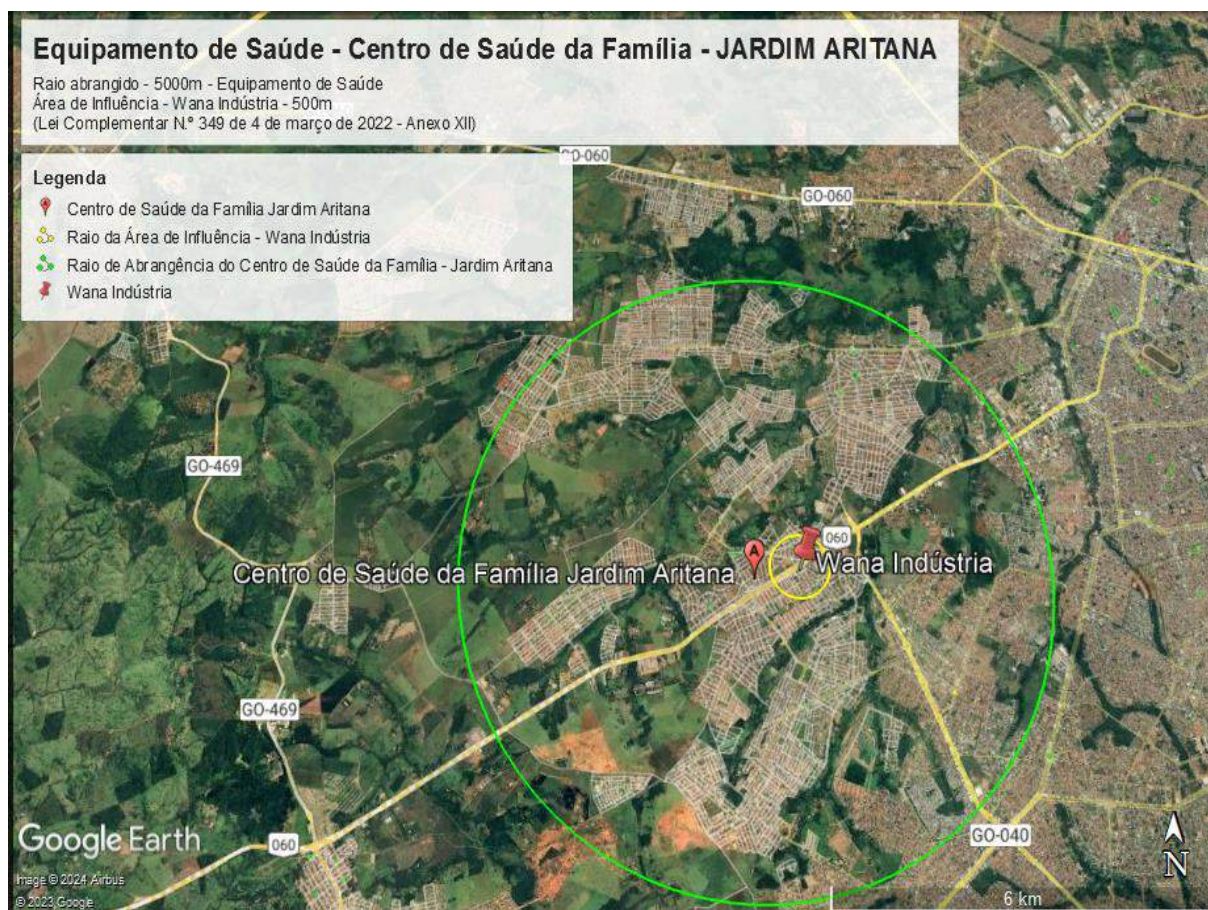 Equipamento de Saúde - Centro de Saúde da Família - JARDIM ARITANA
Raio abrangido - 5000m - Equipamento de Saúde
Área de Influência - Wana Indústria - 500m
(Lei Complementar N.º 349 de 4 de março de 2022 - Anexo XII)
GO-060
Legenda
Centro de Saúde da Família Jardim Aritana
Raio da Área de Influência - Wana Indústria
Raio de Abrangência do Centro de Saúde da Família - Jardim Aritana
Wana Indústria
GO-060
GO-469
A
060
Wana Indústria
Centro de Saúde da Família Jardim Aritana
GO-469
GO-040
060
Google Earth
N
Image © 2024 Airbus
© 2023 Google
6 km